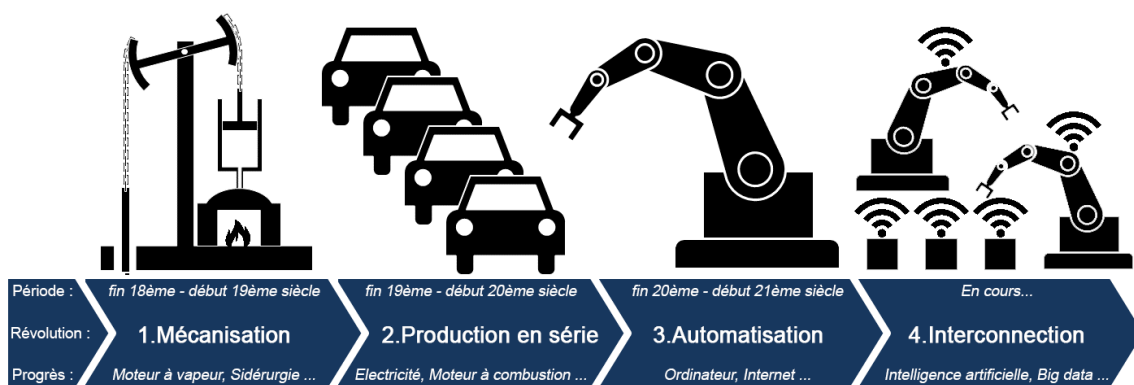 Période : fin 18ème - début 19ème siècle fin 19ème - début 20ème siècle fin 20ème - début 21ème siècle En cours...
Révolution : 1.Mécanisation 2.Production en série 3.Automatisation 4.Interconnection
Progrès : Moteur à vapeur, Sidérurgie ... Electricité, Moteur à combustion ... Ordinateur, Internet ... Intelligence artificielle, Big data ...